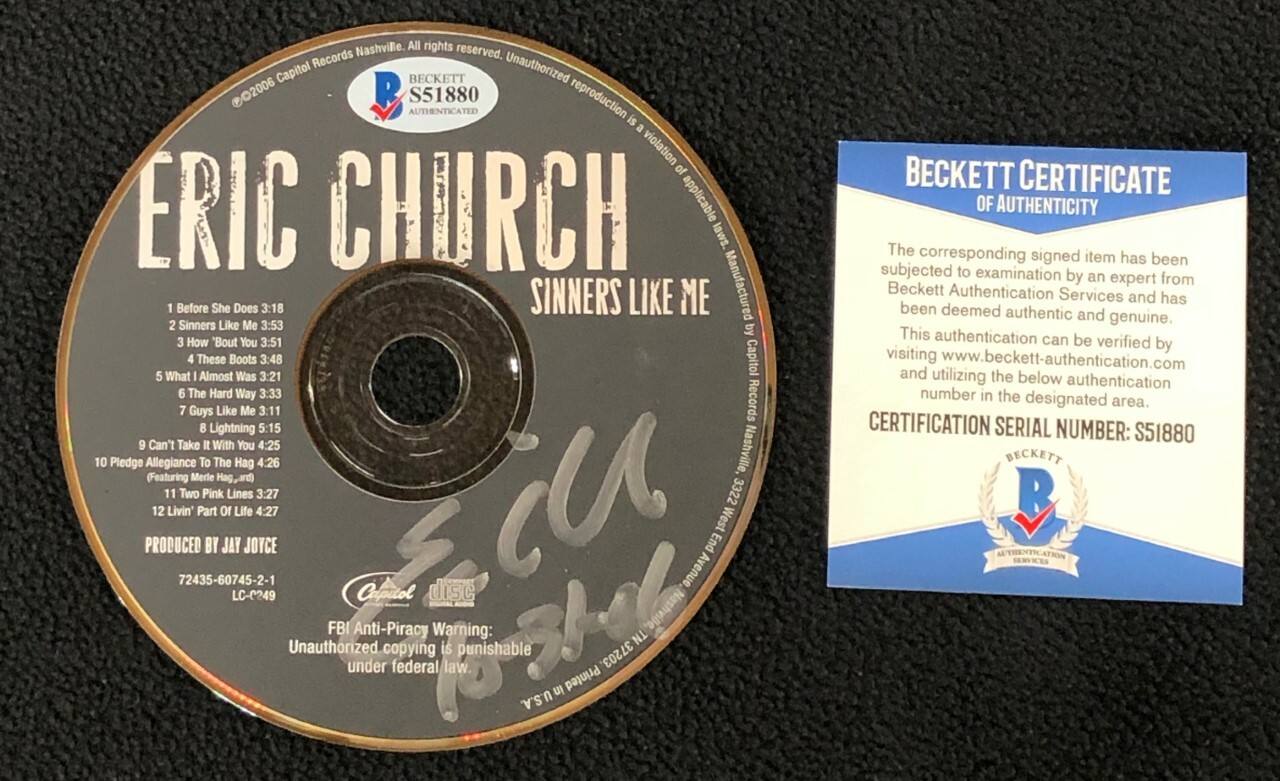 ℗©2006 Capitol Records Nashville. All rights reserved. Unauthorized reproduction is a violation of applicable laws. Manufactured by Capitol Records Nashville, 3322 West End Avenue, Nashville, TN 37203. Printed in U.S.A.
BECKETT
S51880
AUTHENTICATED
ERIC CHURCH
SINNERS LIKE ME
1 Before She Does 3:18
2 Sinners Like Me 3:53
3 How 'Bout You 3:51
4 These Boots 3:48
5 What I Almost Was 3:21
6 The Hard Way 3:33
7 Guys Like Me 3:11
8 Lightning 5:15
9 Can't Take It With You 4:25
10 Pledge Allegiance To The Hag 4:26
(Featuring Merle Haggard)
11 Two Pink Lines 3:27
12 Livin' Part Of Life 4:27
PRODUCED BY JAY JOYCE
72435-60745-2-1
LC-0249
Capitol
COMPACT
disc
DIGITAL AUDIO
FBI Anti-Piracy Warning:
Unauthorized copying is punishable
under federal law.
10-31-06
BECKETT CERTIFICATE
OF AUTHENTICITY
The corresponding signed item has been
subjected to examination by an expert from
Beckett Authentication Services and has
been deemed authentic and genuine.
This authentication can be verified by
visiting www.beckett-authentication.com
and utilizing the below authentication
number in the designated area.
CERTIFICATION SERIAL NUMBER: S51880
BECKETT
B
AUTHENTICATION
SERVICES